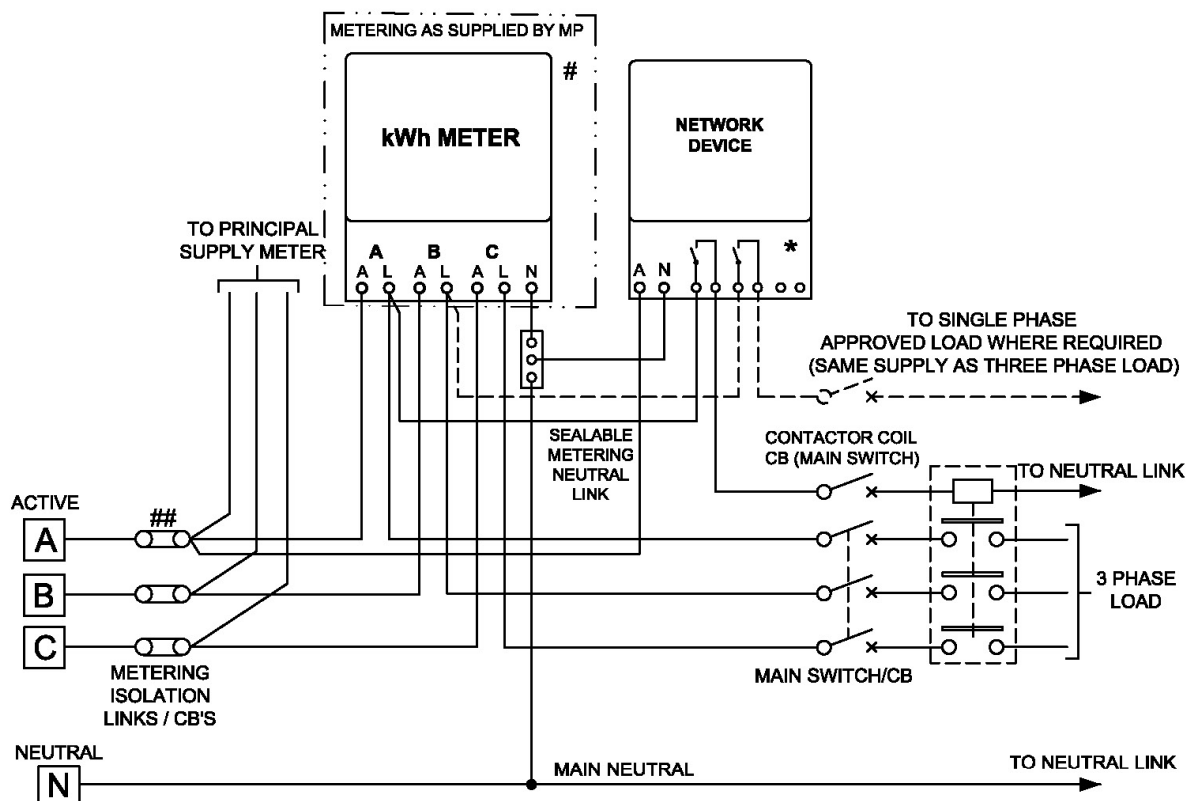 METERING AS SUPPLIED BY MP
#
kWh METER
NETWORK
DEVICE
TO PRINCIPAL
SUPPLY METER
A B C
A L A L A L N
A N
*
TO SINGLE PHASE
APPROVED LOAD WHERE REQUIRED
(SAME SUPPLY AS THREE PHASE LOAD)
SEALABLE
METERING
NEUTRAL
LINK
CONTACTOR COIL
CB (MAIN SWITCH)
TO NEUTRAL LINK
ACTIVE
##
A
B
C
3 PHASE
LOAD
METERING
ISOLATION
LINKS / CB'S
MAIN SWITCH/CB
NEUTRAL
N
MAIN NEUTRAL
TO NEUTRAL LINK